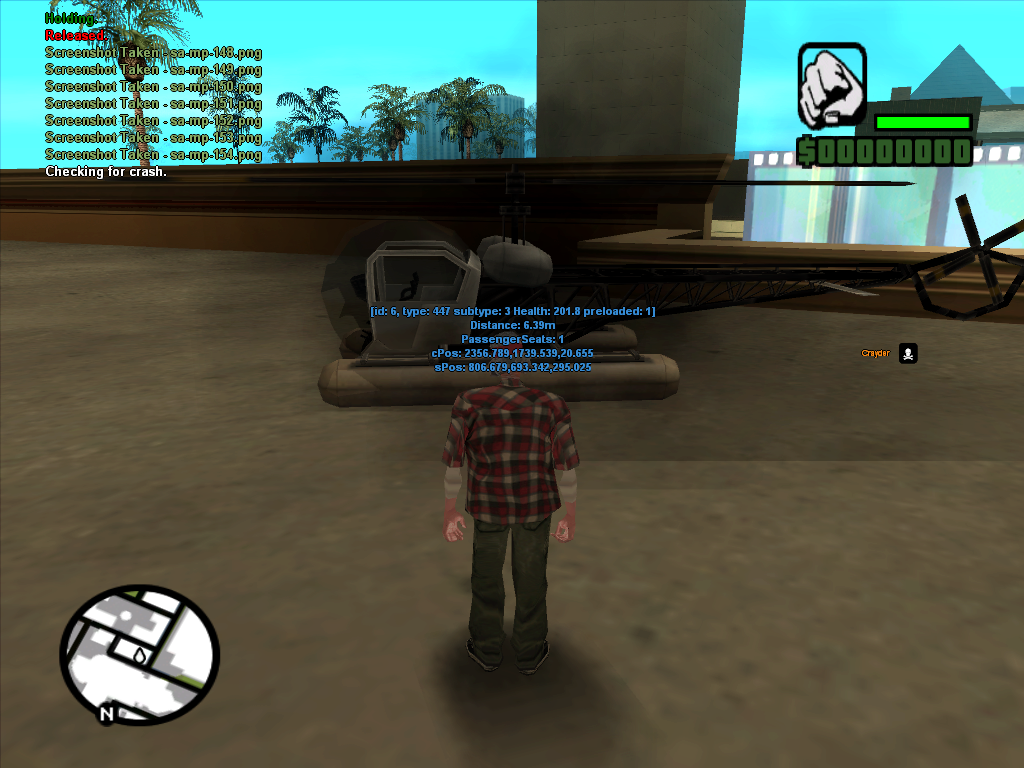 Holding.
Released.
Screenshot Taken - sa-mp-148.png
Screenshot Taken - sa-mp-149.png
Screenshot Taken - sa-mp-150.png
Screenshot Taken - sa-mp-151.png
Screenshot Taken - sa-mp-152.png
Screenshot Taken - sa-mp-153.png
Screenshot Taken - sa-mp-154.png
Checking for crash.
$00000000
[id: 6, type: 447 subtype: 3 Health: 201.8 preloaded: 1]
Distance: 6.39m
PassengerSeats: 1
cPos: 2356.789,1739.539,20.655
sPos: 806.679,693.342,295.025
Crayder
N